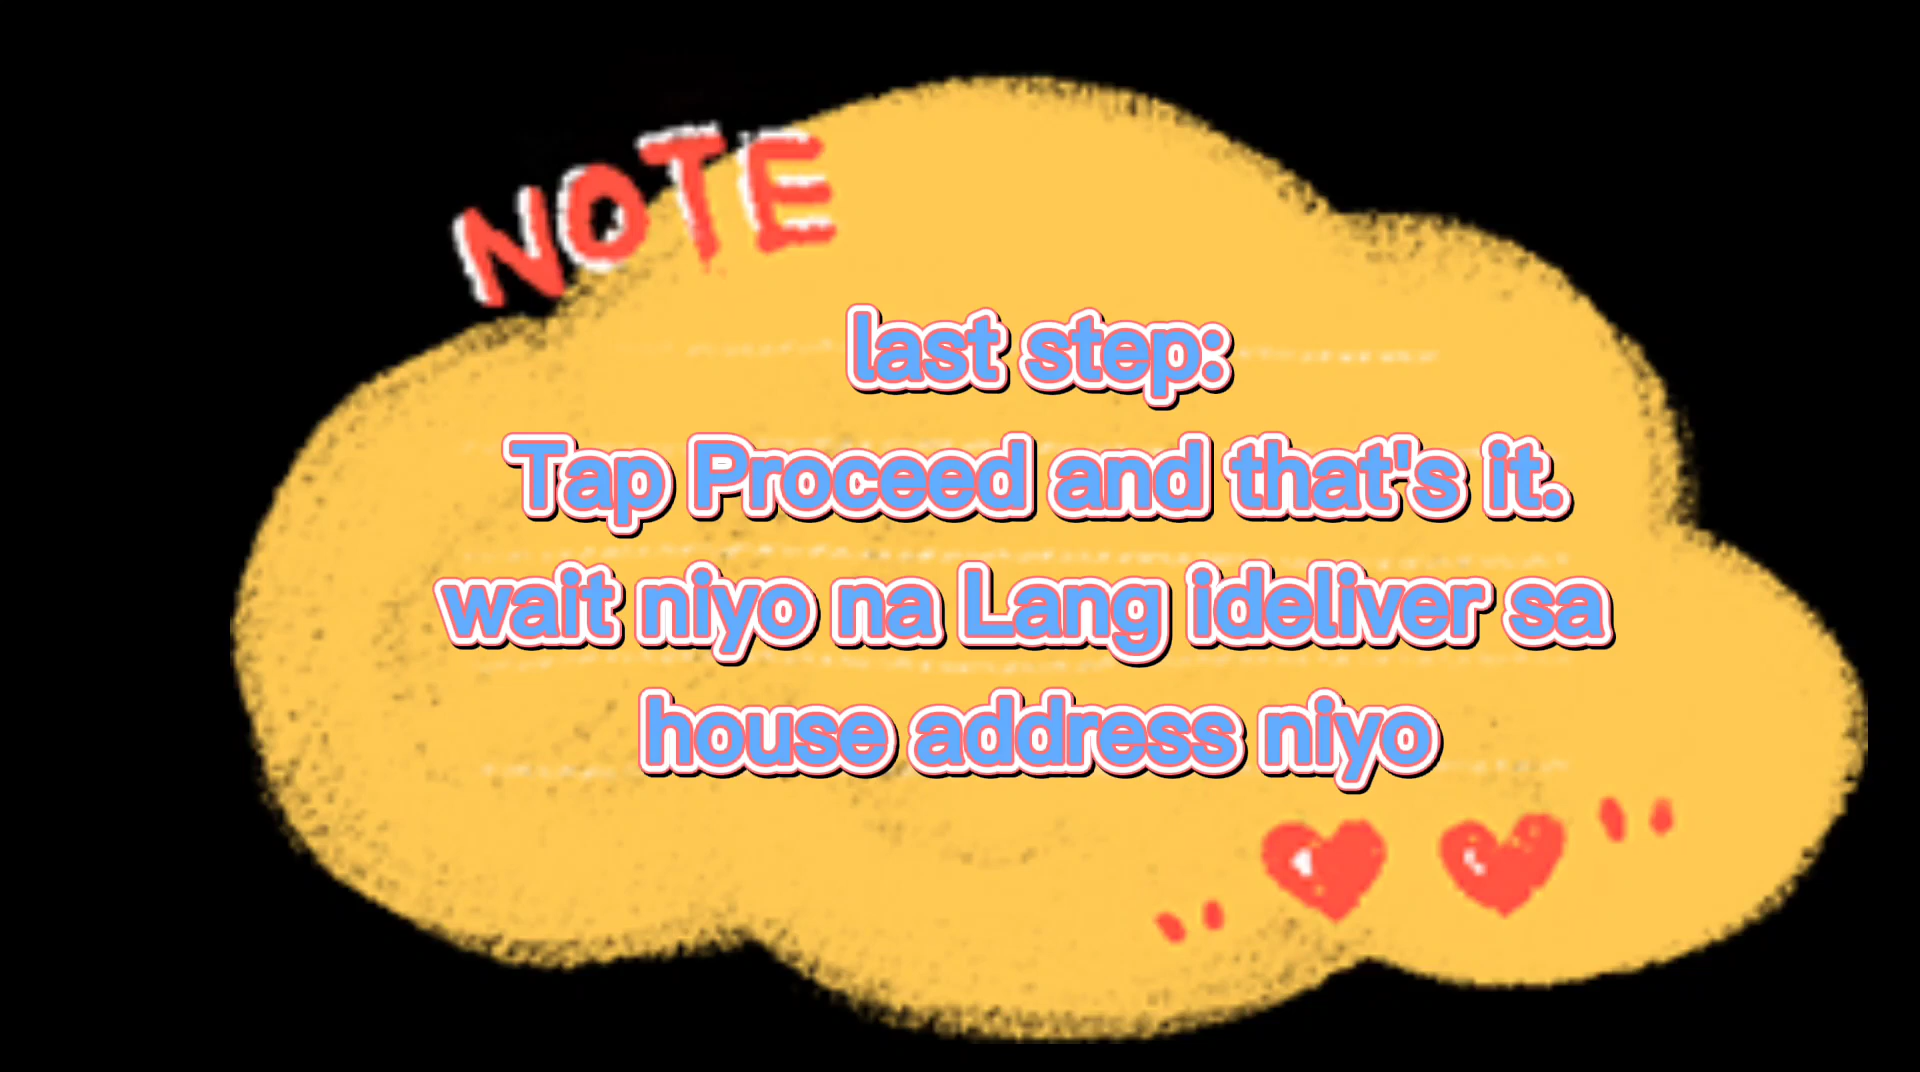 NOTE
last step:
Tap Proceed and that's it.
wait niyo na Lang ideliver sa
house address niyo